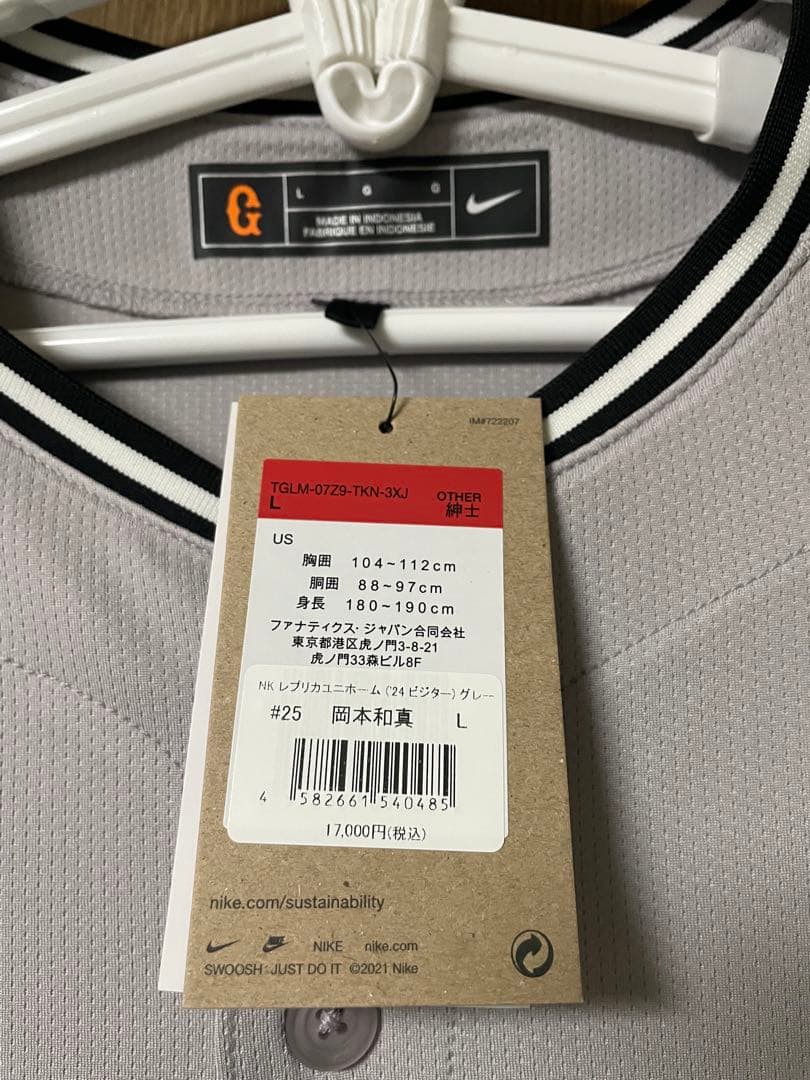 G
L G G
MADE IN INDONESIA
FABRIQUE EN INDONESIE
IM#722207
TGLM-07Z9-TKN-3XJ
L
OTHER
紳士
US
胸囲 104~112cm
胴囲 88~97cm
身長 180~190cm
ファナティクス・ジャパン合同会社
東京都港区虎ノ門3-8-21
虎ノ門33森ビル8F
NK レプリカユニホーム ('24 ビジター) グレー
#25 岡本和真 L
4 582661 540485
17,000円(税込)
nike.com/sustainability
NIKE nike.com
SWOOSH JUST DO IT ©2021 Nike